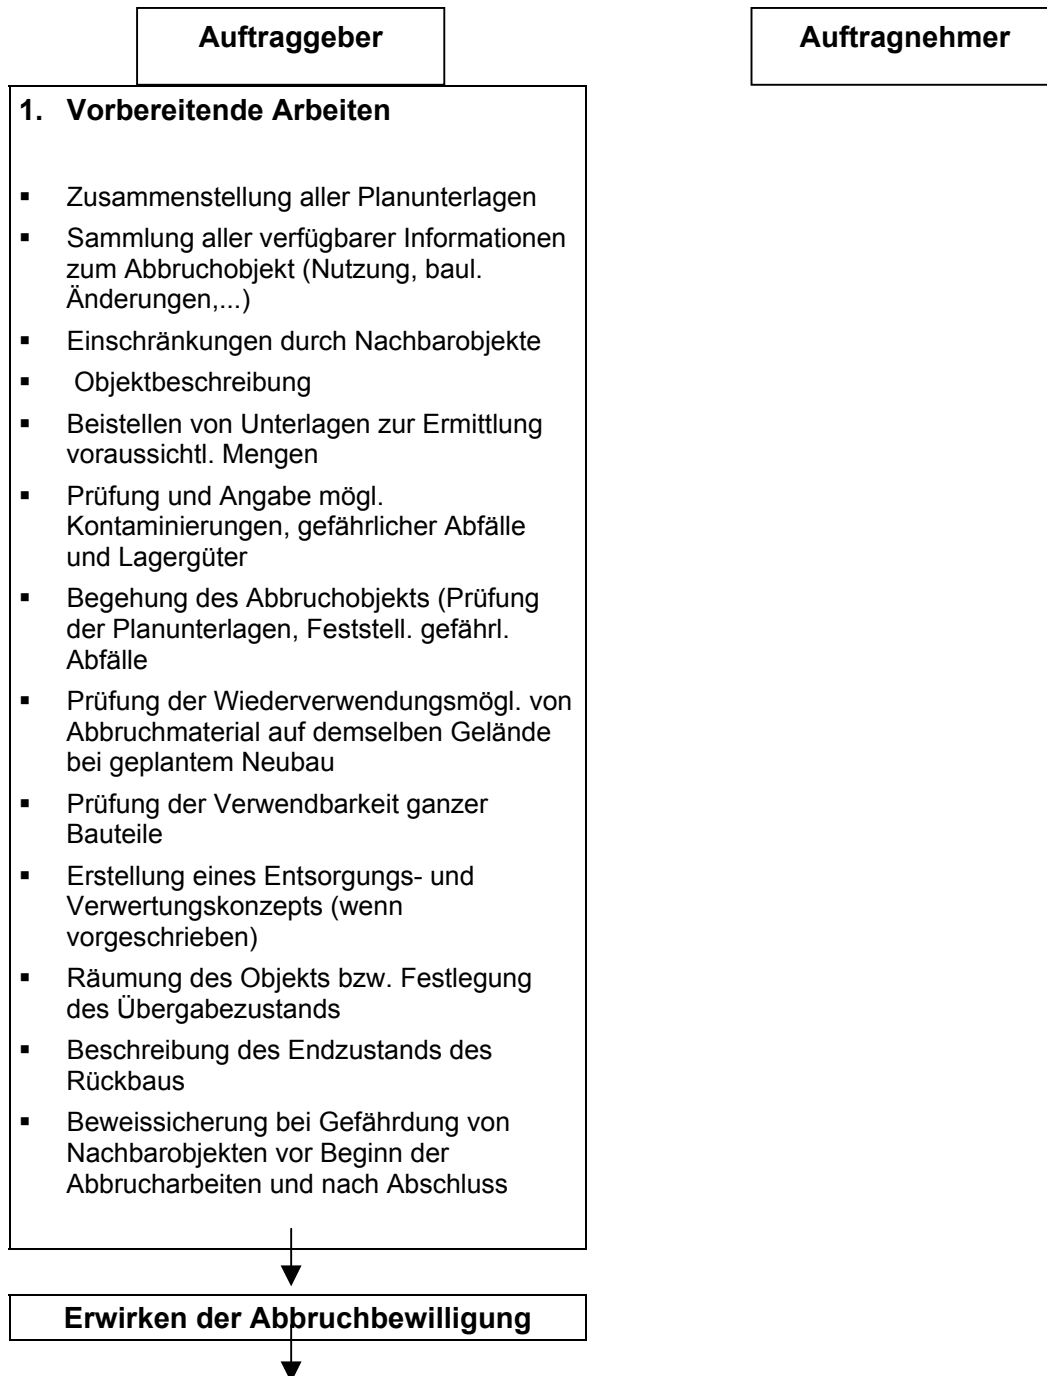 Auftraggeber
Auftragnehmer
1. Vorbereitende Arbeiten
▪ Zusammenstellung aller Planunterlagen
▪ Sammlung aller verfügbarer Informationen
zum Abbruchobjekt (Nutzung, baul.
Änderungen,...)
▪ Einschränkungen durch Nachbarobjekte
▪ Objektbeschreibung
▪ Beistellen von Unterlagen zur Ermittlung
voraussichtl. Mengen
▪ Prüfung und Angabe mögl.
Kontaminierungen, gefährlicher Abfälle
und Lagergüter
▪ Begehung des Abbruchobjekts (Prüfung
der Planunterlagen, Feststell. gefährl.
Abfälle
▪ Prüfung der Wiederverwendungsmögl. von
Abbruchmaterial auf demselben Gelände
bei geplantem Neubau
▪ Prüfung der Verwendbarkeit ganzer
Bauteile
▪ Erstellung eines Entsorgungs- und
Verwertungskonzepts (wenn
vorgeschrieben)
▪ Räumung des Objekts bzw. Festlegung
des Übergabezustands
▪ Beschreibung des Endzustands des
Rückbaus
▪ Beweissicherung bei Gefährdung von
Nachbarobjekten vor Beginn der
Abbrucharbeiten und nach Abschluss
Erwirken der Abbruchbewilligung